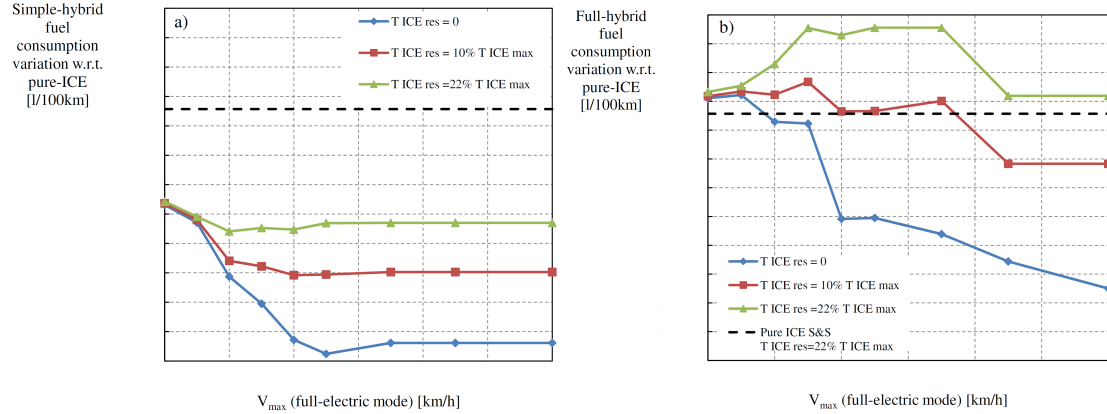 Simple-hybrid
fuel
consumption
variation w.r.t.
pure-ICE
[l/100km]
a)
T ICE res = 0
T ICE res = 10% T ICE max
T ICE res =22% T ICE max
Vmax (full-electric mode) [km/h]
Full-hybrid
fuel
consumption
variation w.r.t.
pure-ICE
[l/100km]
b)
T ICE res = 0
T ICE res = 10% T ICE max
T ICE res =22% T ICE max
Pure ICE S&S
T ICE res=22% T ICE max
Vmax (full-electric mode) [km/h]